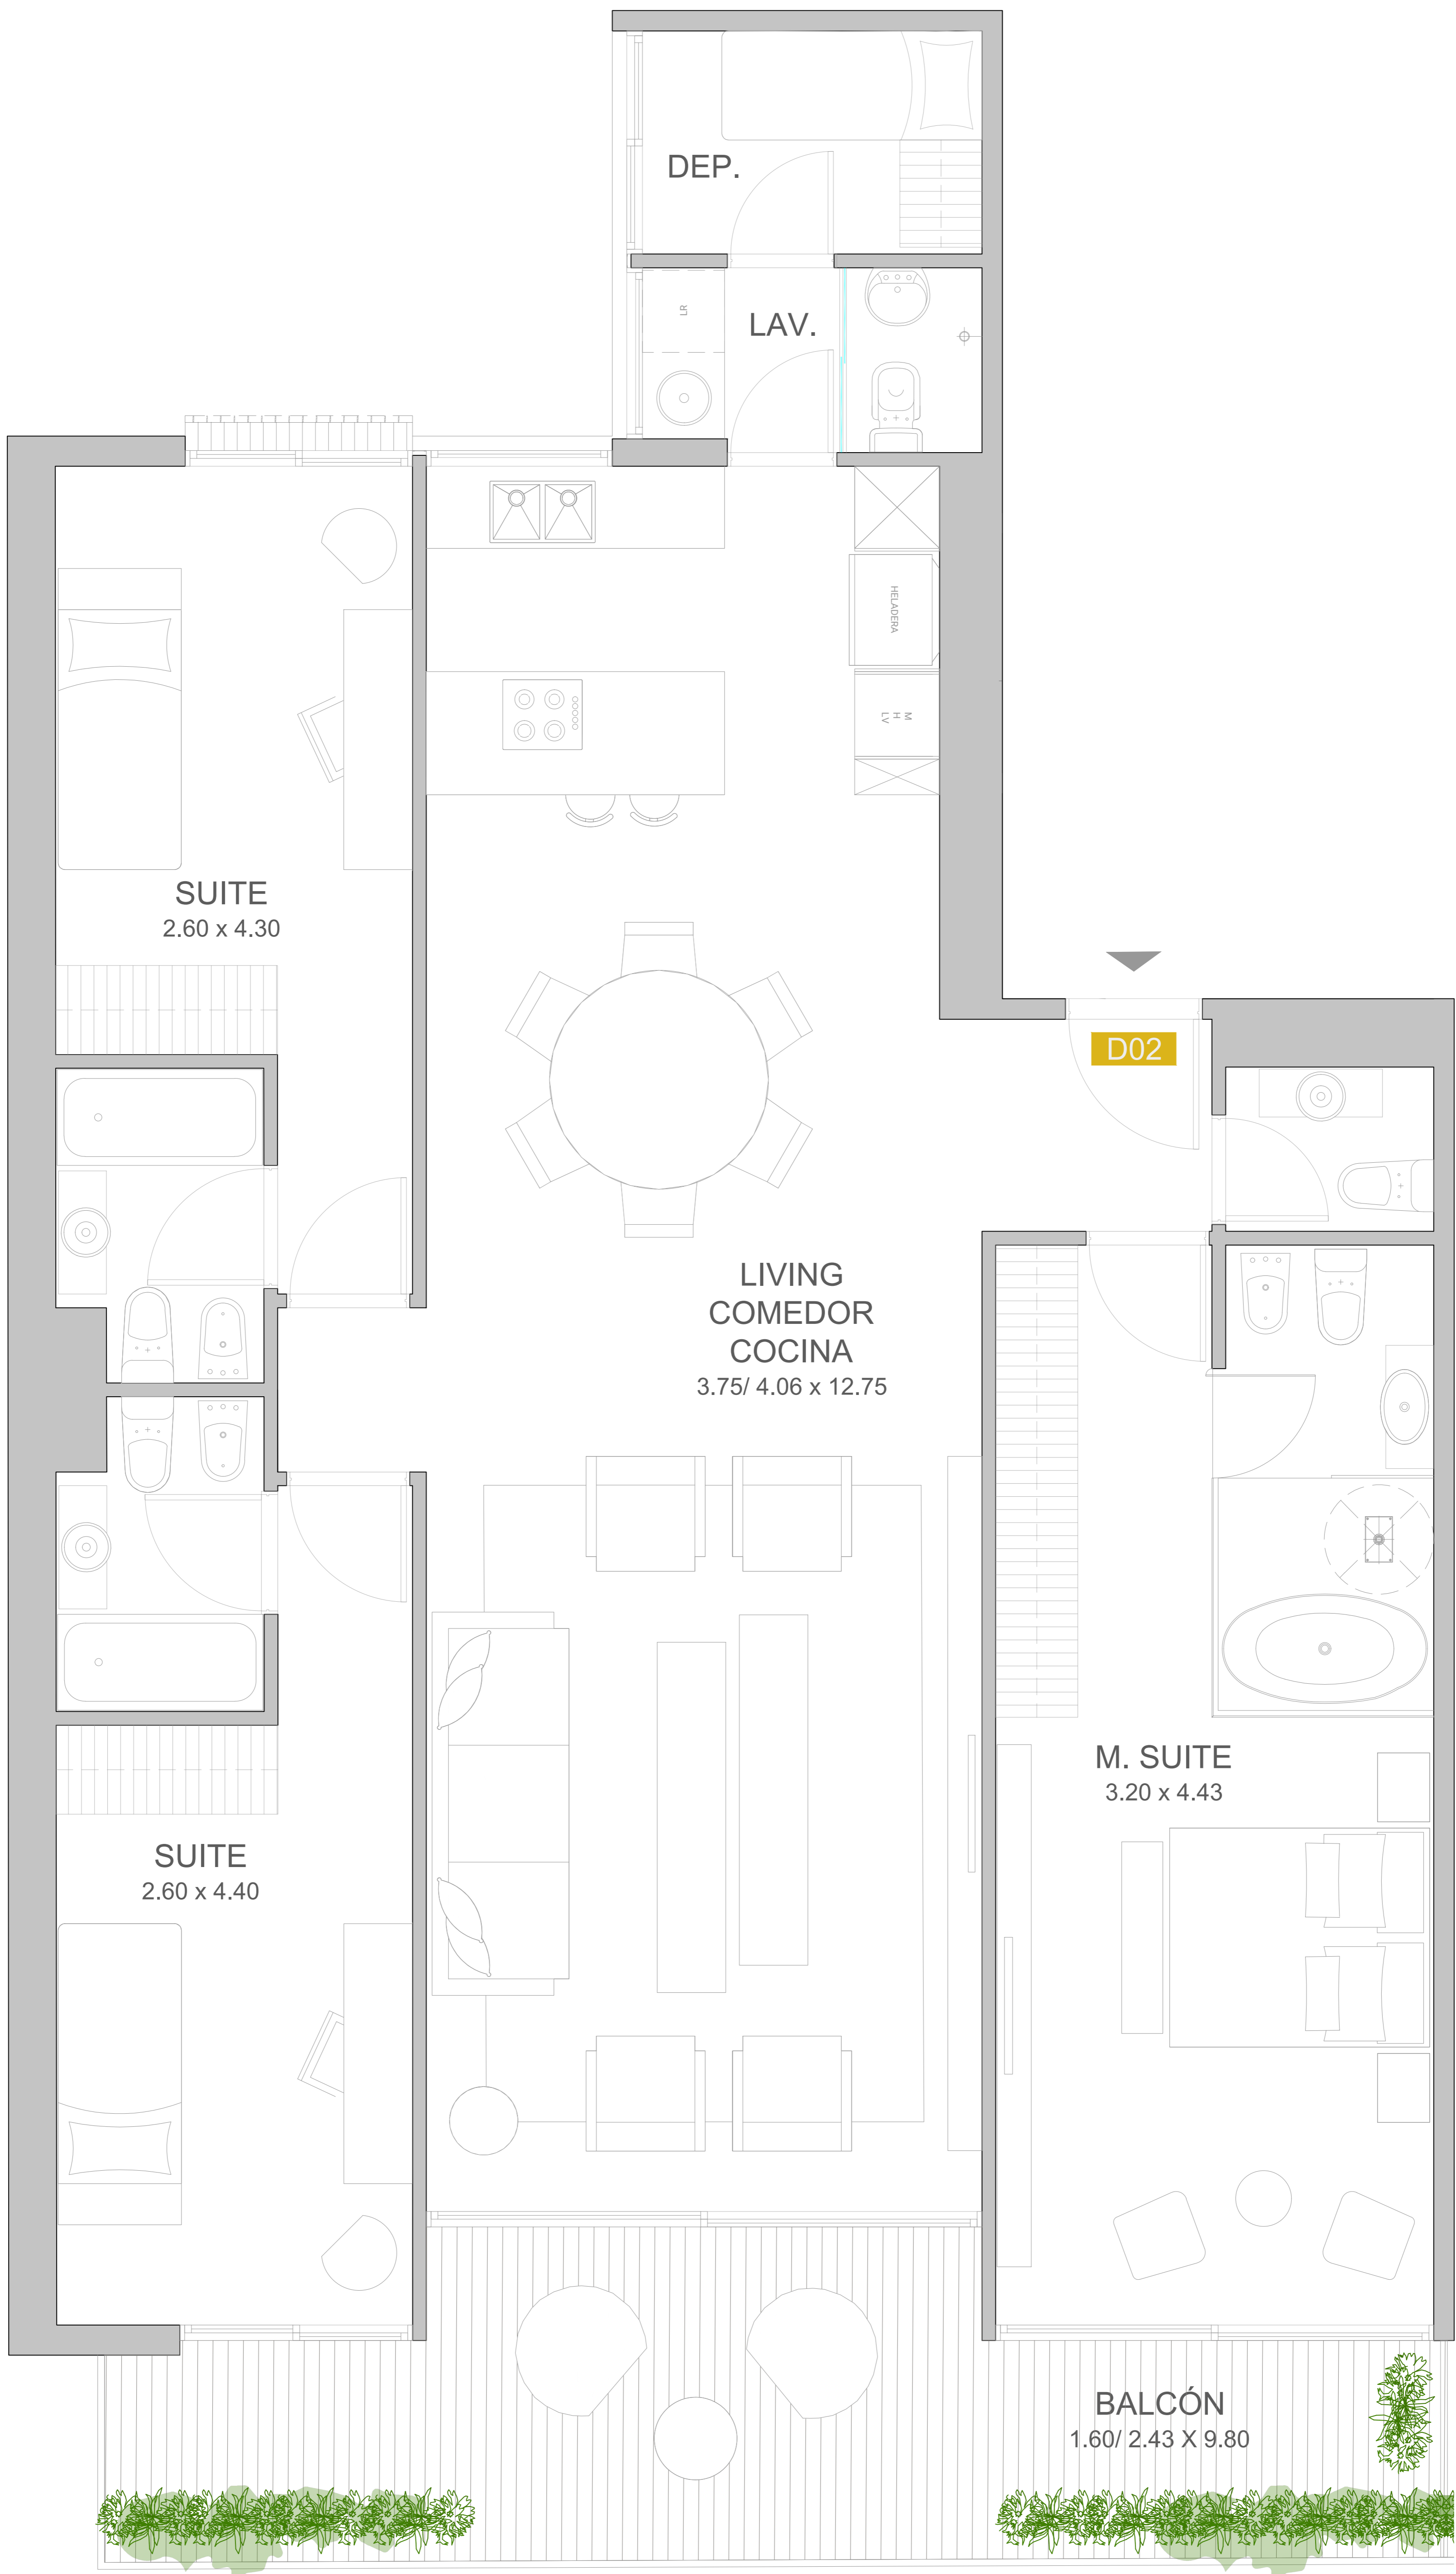 DEP.
LR
LAV.
HELADERA
M
H
LV
SUITE
2.60 x 4.30
D02
LIVING
COMEDOR
COCINA
3.75/ 4.06 x 12.75
M. SUITE
3.20 x 4.43
SUITE
2.60 x 4.40
BALCÓN
1.60/ 2.43 X 9.80